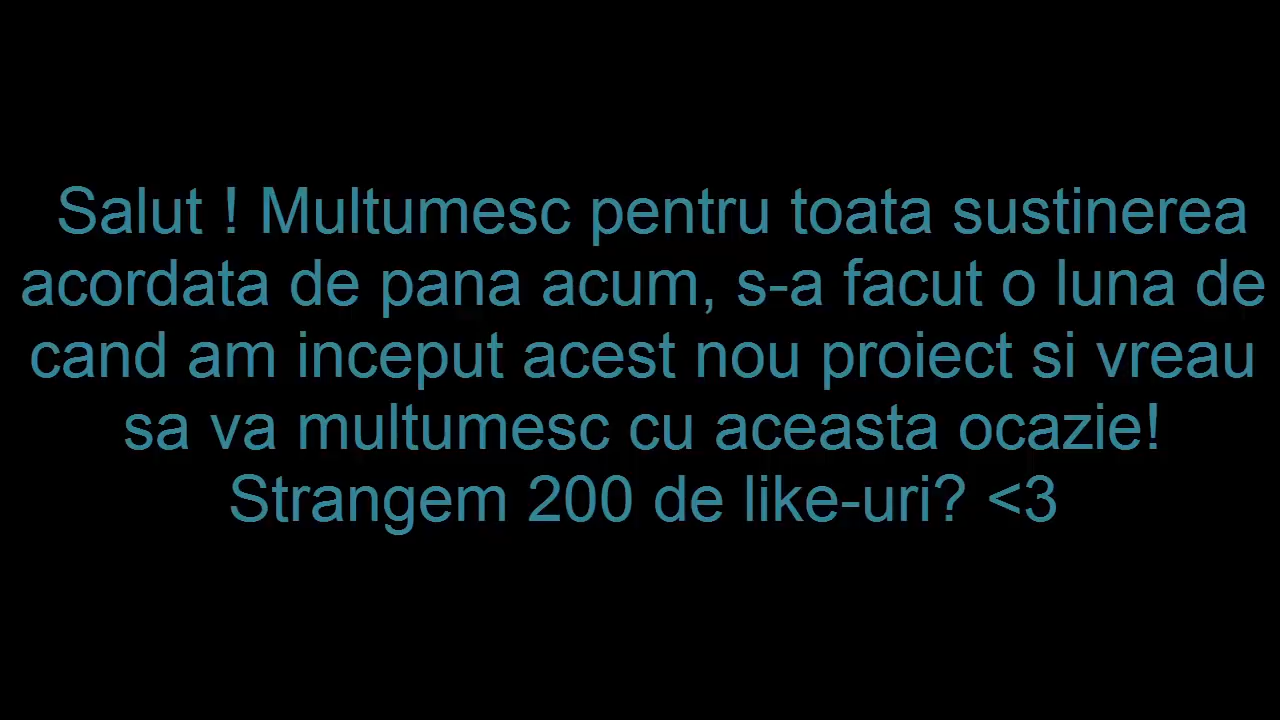 Salut ! Multumesc pentru toata sustinerea
acordata de pana acum, s-a facut o luna de
cand am inceput acest nou proiect si vreau
sa va multumesc cu aceasta ocazie!
Strangem 200 de like-uri? <3